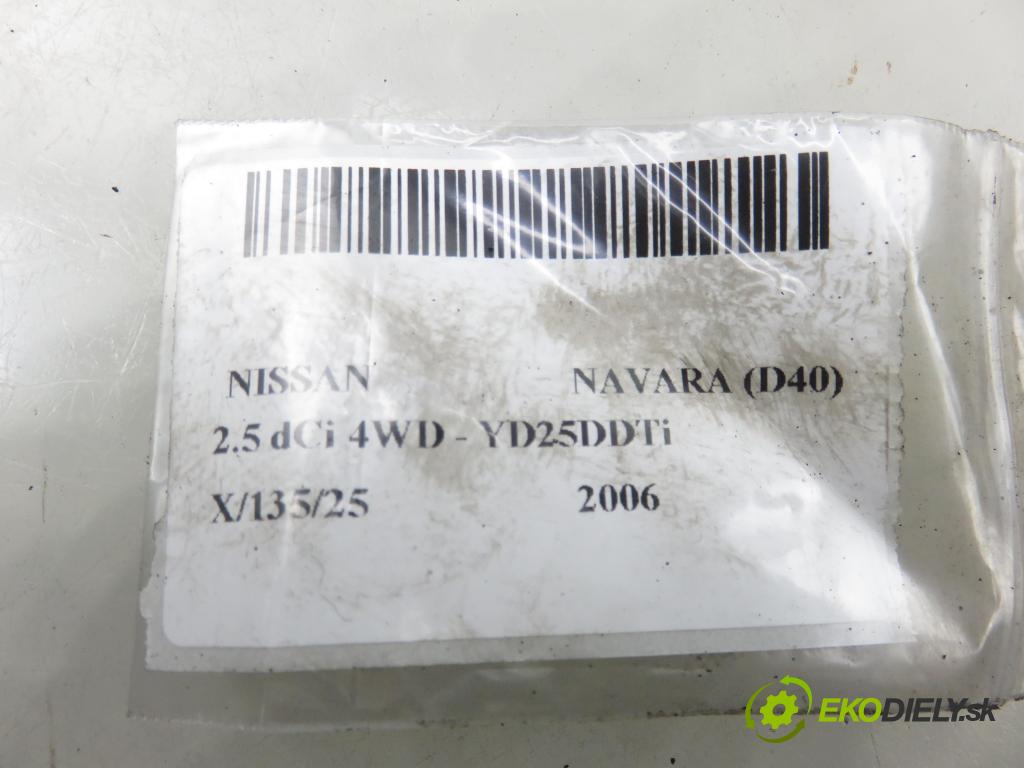 NISSAN NAVARA (D40)
2.5 dCi 4WD - YD25DDTi
X/135/25 2006
EKODIELY.sk